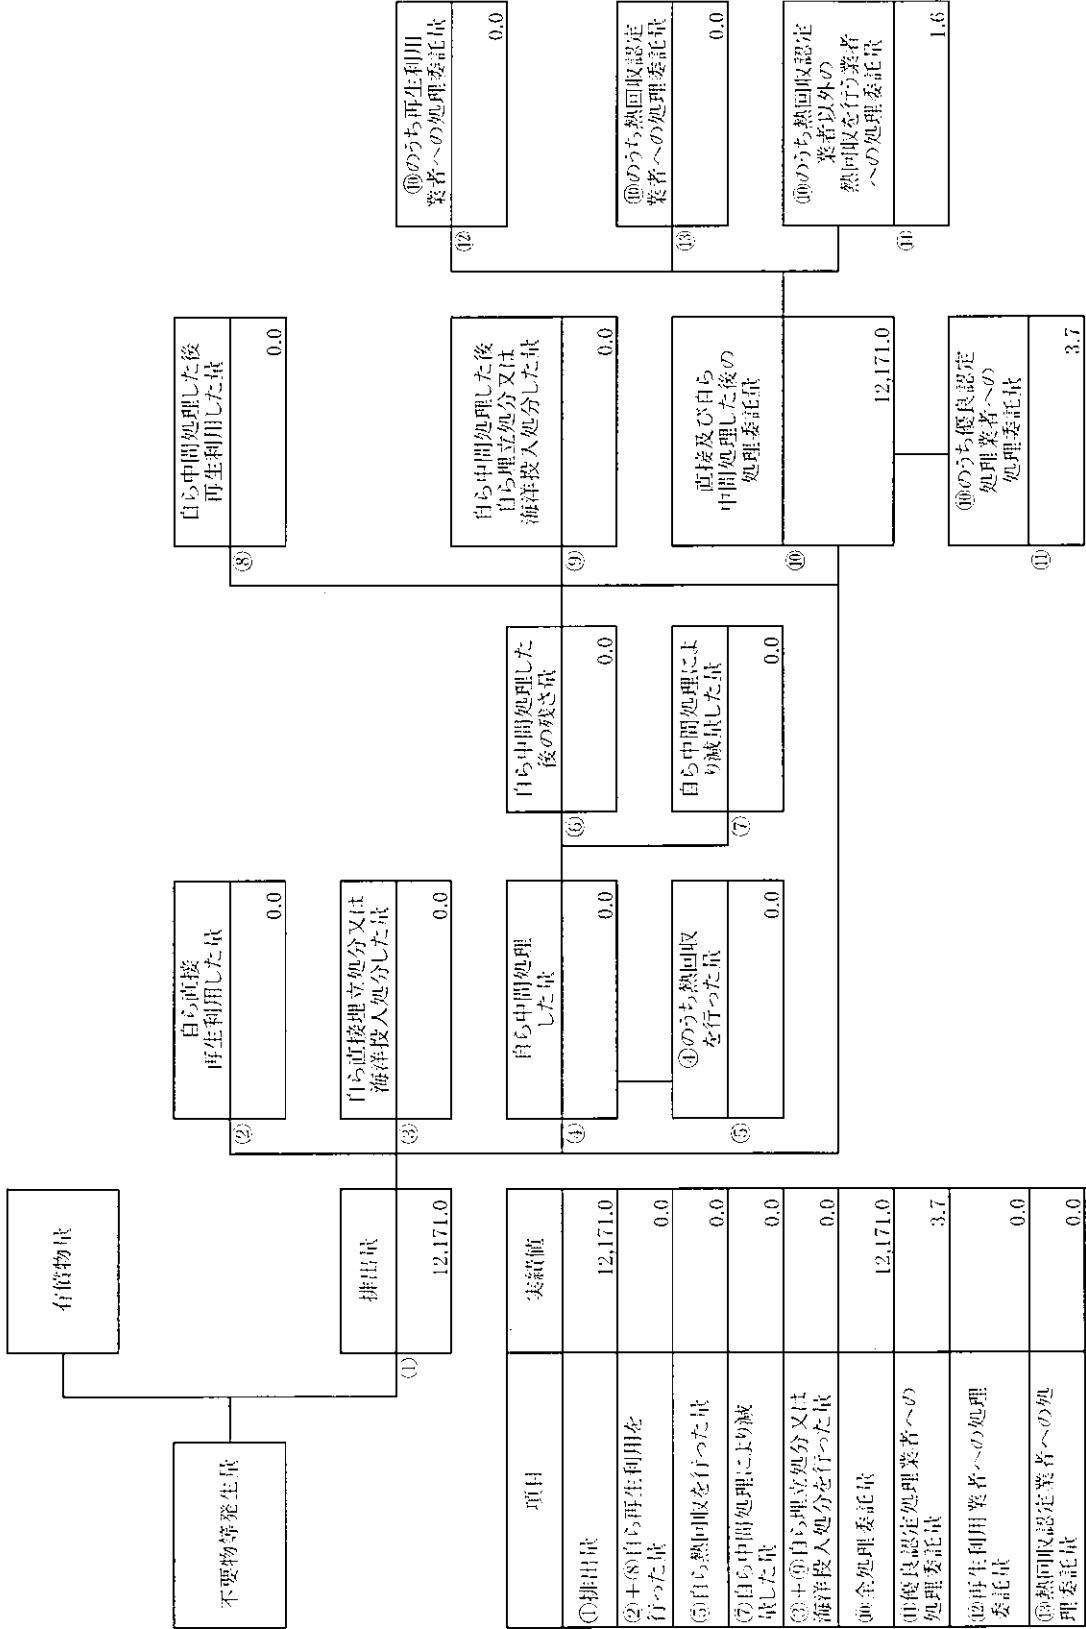 不要物等発生量
有償物量
①
排出量
12,171.0
②
自ら直接
再生利用した量
0.0
③
自ら直接埋立処分又は
海洋投入処分した量
0.0
④
自ら中間処理
した量
0.0
⑤
④のうち熱回収
を行った量
0.0
⑥
自ら中間処理した
後の残さ量
0.0
⑦
自ら中間処理によ
り減量した量
0.0
⑧
自ら中間処理した後
再生利用した量
0.0
⑨
自ら中間処理した後
自ら埋立処分又は
海洋投入処分した量
0.0
⑩
直接及び自ら
中間処理した後の
処理委託量
12,171.0
⑪
⑩のうち優良認定
処理業者への
処理委託量
3.7
⑫
⑩のうち再生利用
業者への処理委託量
0.0
⑬
⑩のうち熱回収認定
業者への処理委託量
0.0
⑩のうち熱回収認定
業者以外の
熱回収を行う業者
への処理委託量
1.6
項目
実績値
①排出量
12,171.0
②+⑧自ら再生利用を
行った量
0.0
⑤自ら熱回収を行った量
0.0
⑦自ら中間処理により減
量した量
0.0
③+⑨自ら埋立処分又は
海洋投入処分を行った量
0.0
⑩全処理委託量
12,171.0
⑪優良認定処理業者への
処理委託量
3.7
⑫再生利用業者への処理
委託量
0.0
⑬熱回収認定業者への処
理委託量
0.0